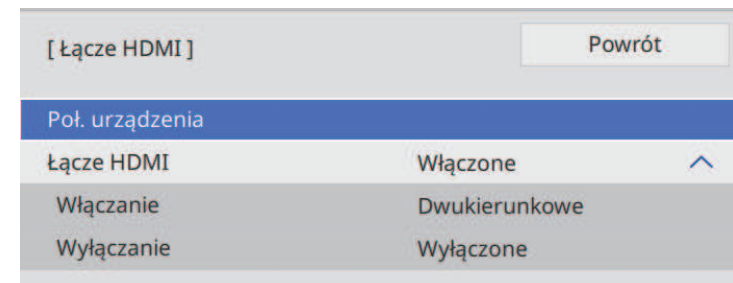 [ Łącze HDMI ] Powrót
Poł. urządzenia
Łącze HDMI Włączone
Włączanie Dwukierunkowe
Wyłączanie Wyłączone